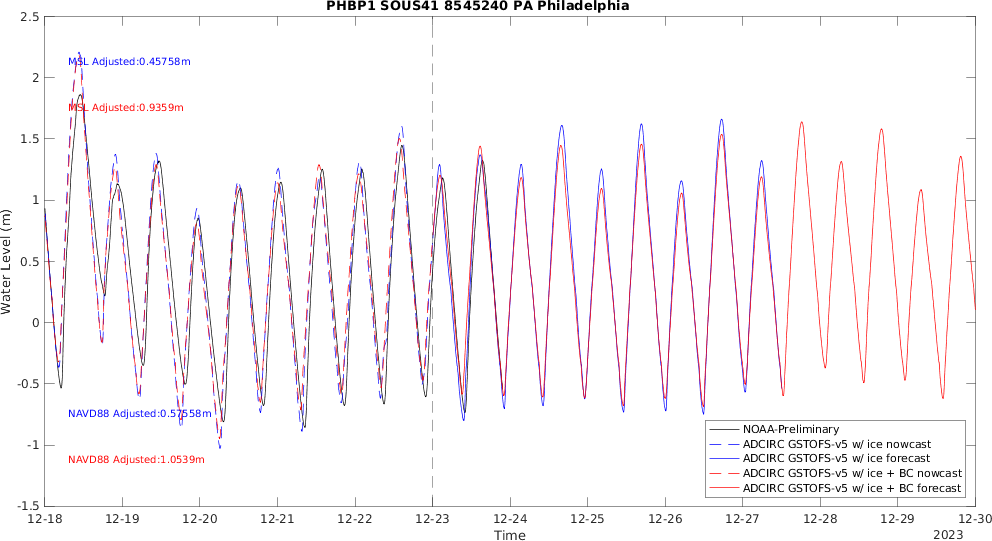 PHBP1 SOUS41 8545240 PA Philadelphia
2.5
2
1.5
1
0.5
0
-0.5
-1
-1.5
Water Level (m)
MSL Adjusted:0.45758m
MSL Adjusted:0.9359m
NAVD88 Adjusted:0.57558m
NAVD88 Adjusted:1.0539m
NOAA-Preliminary
ADCIRC GSTOFS-v5 w/ ice nowcast
ADCIRC GSTOFS-v5 w/ ice forecast
ADCIRC GSTOFS-v5 w/ ice + BC nowcast
ADCIRC GSTOFS-v5 w/ ice + BC forecast
12-18 12-19 12-20 12-21 12-22 12-23 12-24 12-25 12-26 12-27 12-28 12-29 12-30
Time
2023